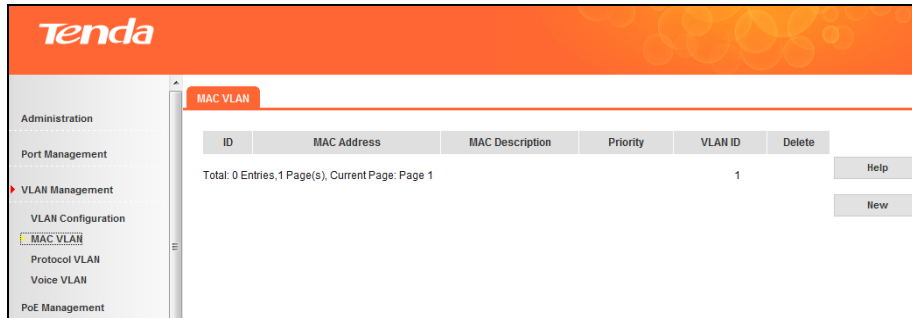 Tenda
MAC VLAN
Administration
Port Management
VLAN Management
VLAN Configuration
MAC VLAN
Protocol VLAN
Voice VLAN
PoE Management
ID MAC Address MAC Description Priority VLAN ID Delete
Total: 0 Entries,1 Page(s), Current Page: Page 1 1
Help
New